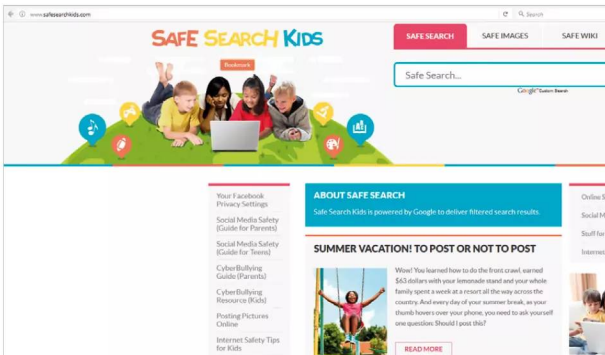 www.safesearchkids.com
Search
SAFE SEARCH KIDS
SAFE SEARCH
SAFE IMAGES
SAFE WIKI
Bookmark
Safe Search...
Google™ Custom Search
Your Facebook
Privacy Settings
Social Media Safety
(Guide for Parents)
Social Media Safety
(Guide for Teens)
CyberBullying
Guide (Parents)
CyberBullying
Resource (Kids)
Posting Pictures
Online
Internet Safety Tips
for Kids
ABOUT SAFE SEARCH
Safe Search Kids is powered by Google to deliver filtered search results.
SUMMER VACATION! TO POST OR NOT TO POST
Wow! You learned how to do the front crawl, earned
$63 dollars with your lemonade stand and your whole
family spent a week at a resort all the way across the
country. And every day of your summer break, as your
thumb hovers over your phone, you need to ask yourself
one question: Should I post this?
READ MORE
Online S
Social M
Stuff for
Internet